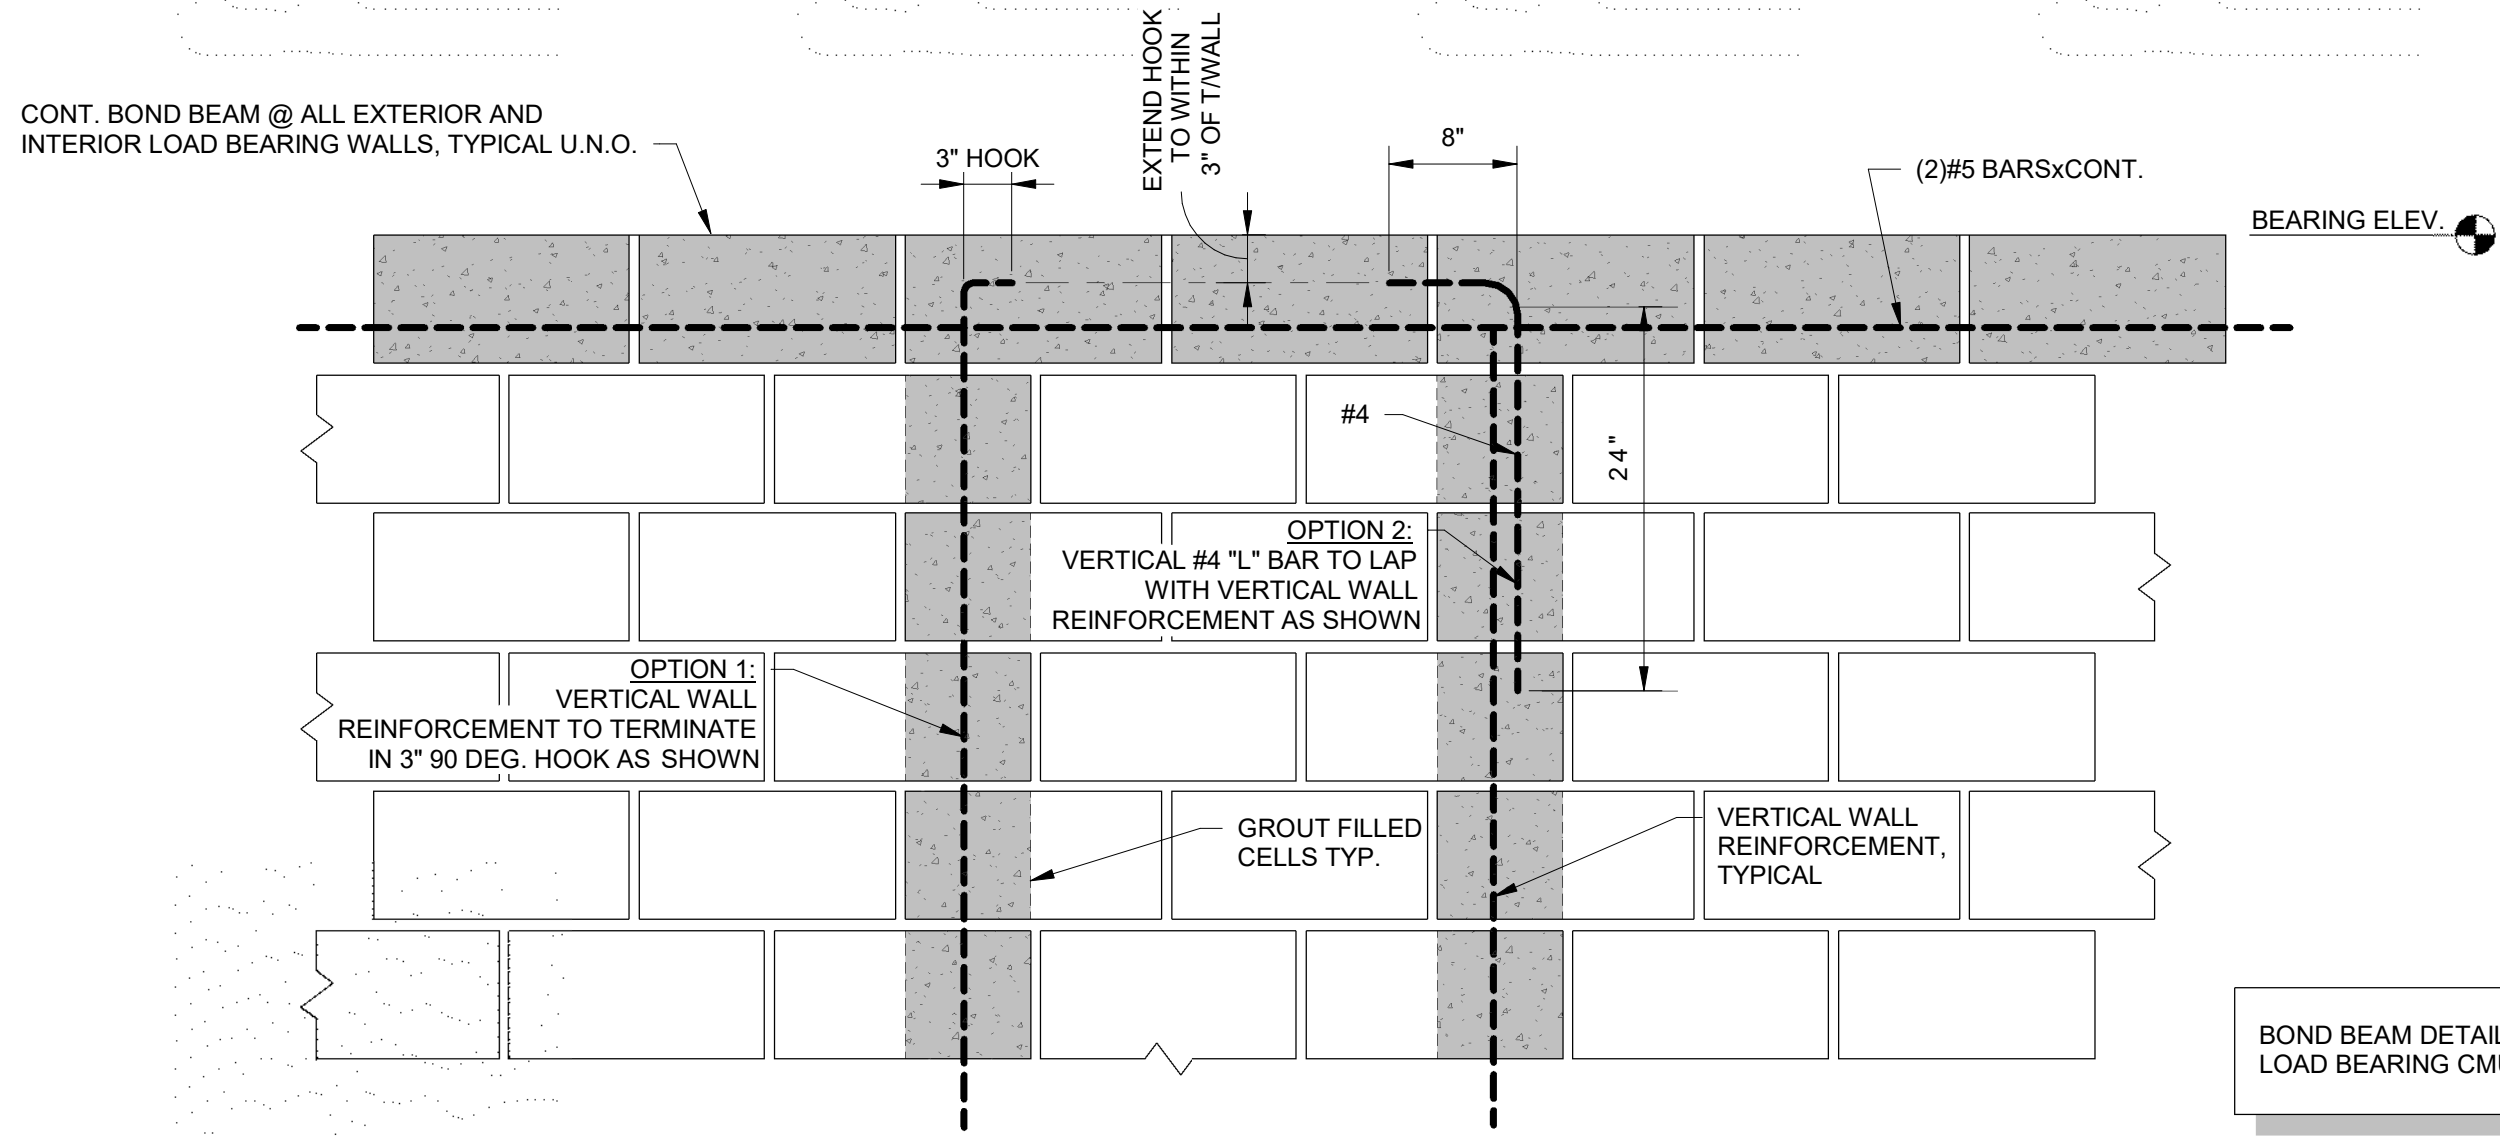 CONT. BOND BEAM @ ALL EXTERIOR AND
INTERIOR LOAD BEARING WALLS, TYPICAL U.N.O.
3" HOOK
EXTEND HOOK
TO WITHIN
3" OF T/WALL
8"
(2)#5 BARSxCONT.
BEARING ELEV.
#4
24"
OPTION 2:
VERTICAL #4 "L" BAR TO LAP
WITH VERTICAL WALL
REINFORCEMENT AS SHOWN
OPTION 1:
VERTICAL WALL
REINFORCEMENT TO TERMINATE
IN 3" 90 DEG. HOOK AS SHOWN
GROUT FILLED
CELLS TYP.
VERTICAL WALL
REINFORCEMENT,
TYPICAL
BOND BEAM DETAIL
LOAD BEARING CMU